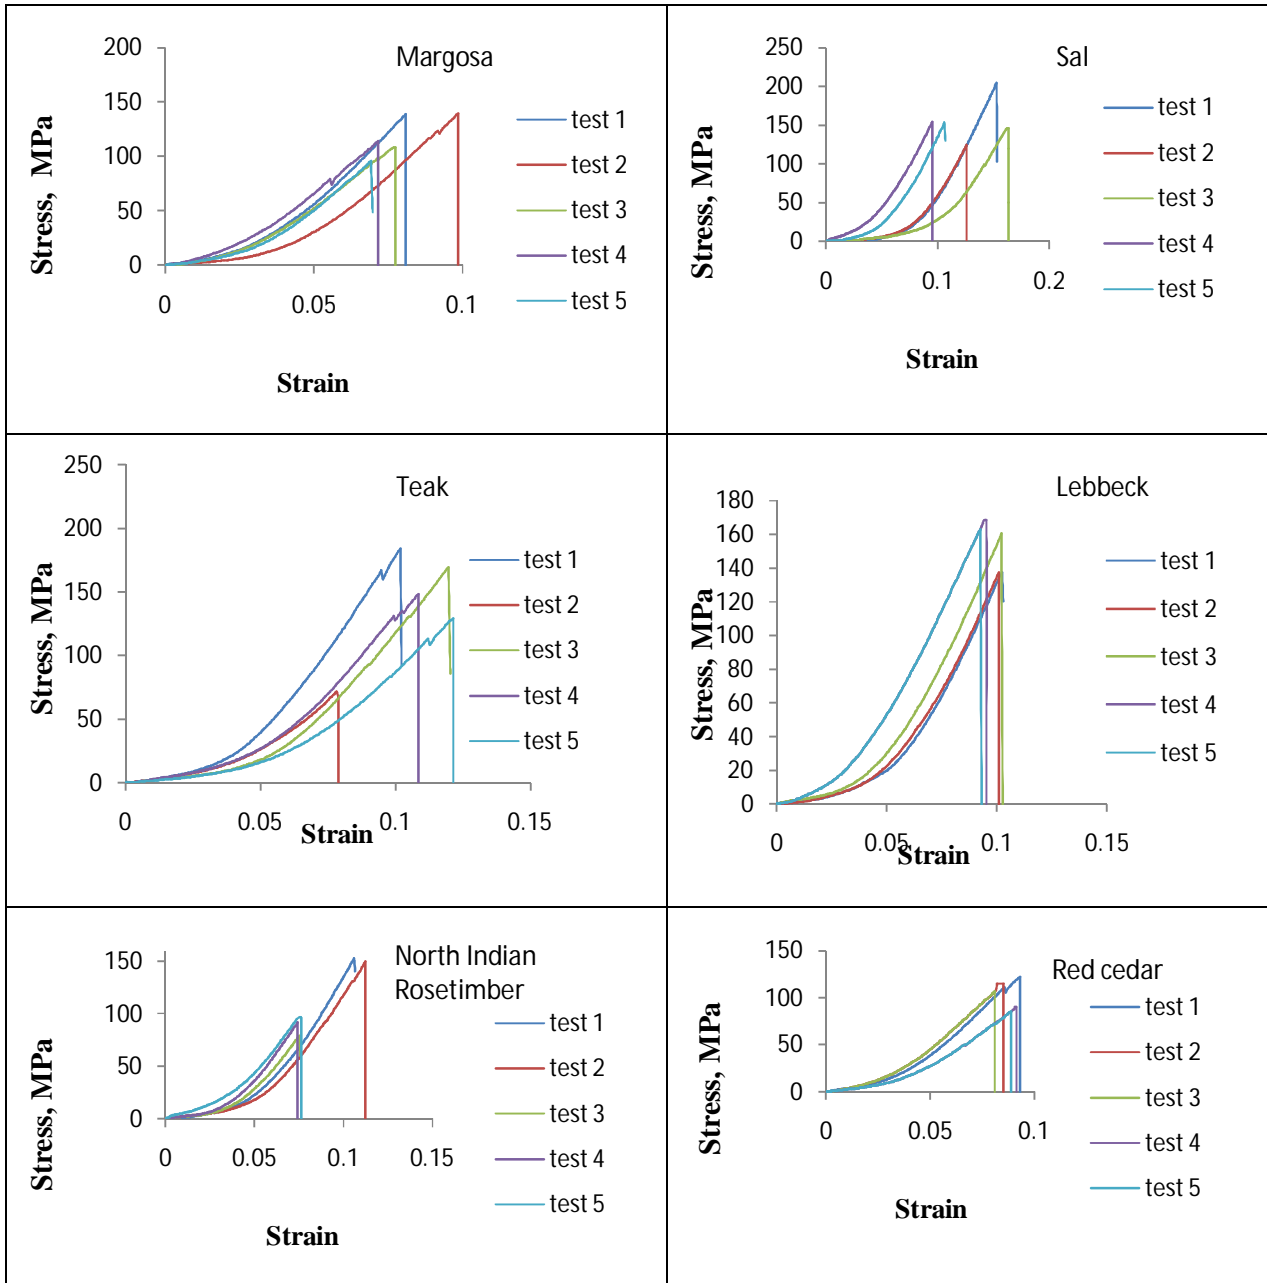 Margosa
Stress, MPa
200
150
100
50
0
0
0.05
0.1
Strain
test 1
test 2
test 3
test 4
test 5
Sal
Stress, MPa
250
200
150
100
50
0
0
0.1
0.2
Strain
test 1
test 2
test 3
test 4
test 5
Teak
Stress, MPa
250
200
150
100
50
0
0
0.05
0.1
0.15
Strain
test 1
test 2
test 3
test 4
test 5
Lebbeck
Stress, MPa
180
160
140
120
100
80
60
40
20
0
0
0.05
0.1
0.15
Strain
test 1
test 2
test 3
test 4
test 5
North Indian
Rosetimber
Stress, MPa
150
100
50
0
0
0.05
0.1
0.15
Strain
test 1
test 2
test 3
test 4
test 5
Red cedar
Stress, MPa
150
100
50
0
0
0.05
0.1
Strain
test 1
test 2
test 3
test 4
test 5